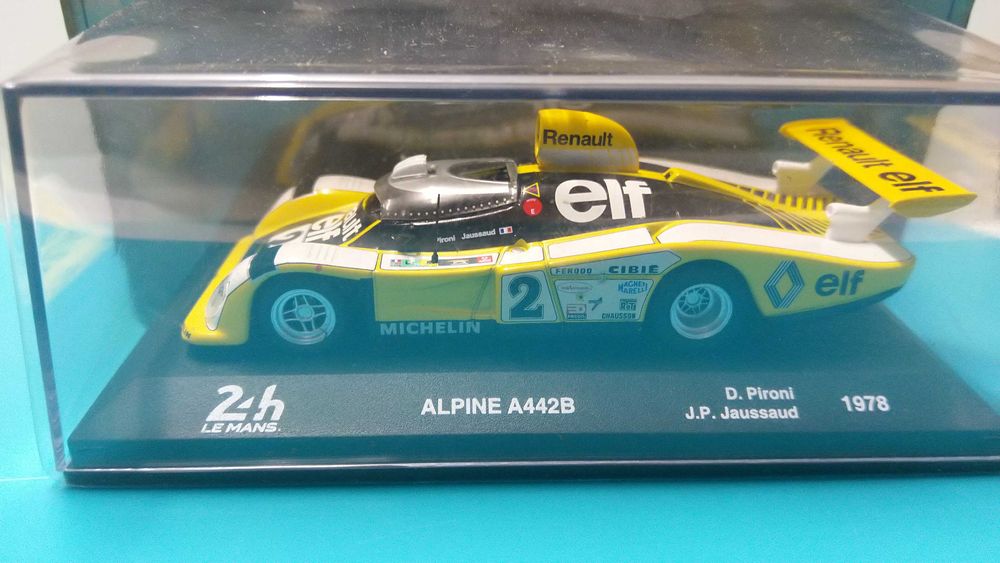 Renault
elf
Renault elf
Pironi Jaussaud
elf
2
FERODO CIBIÉ
MAGNETI
MARELLI
CHAUSSON
elf
MICHELIN
24h
LE MANS.
ALPINE A442B
D. Pironi
J.P. Jaussaud
1978